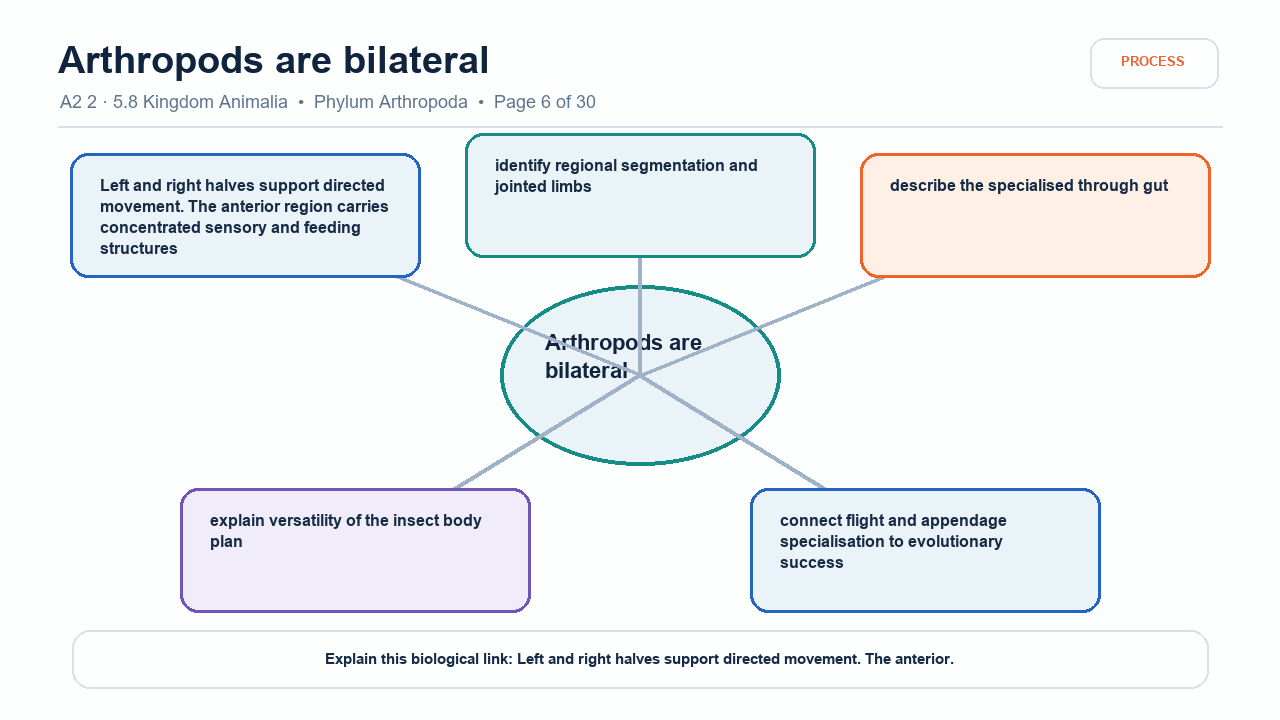 Arthropods are bilateral
PROCESS
A2 2 · 5.8 Kingdom Animalia • Phylum Arthropoda • Page 6 of 30
Left and right halves support directed
movement. The anterior region carries
concentrated sensory and feeding
structures
identify regional segmentation and
jointed limbs
describe the specialised through gut
Arthropods are
bilateral
explain versatility of the insect body
plan
connect flight and appendage
specialisation to evolutionary
success
Explain this biological link: Left and right halves support directed movement. The anterior.